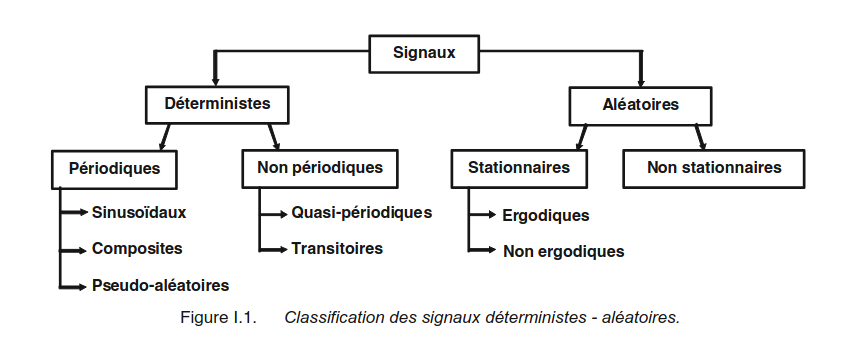 Signaux
Déterministes
Aléatoires
Périodiques
Non périodiques
Stationnaires
Non stationnaires
Sinusoïdaux
Composites
Pseudo-aléatoires
Quasi-périodiques
Transitoires
Ergodiques
Non ergodiques
Figure I.1. Classification des signaux déterministes - aléatoires.